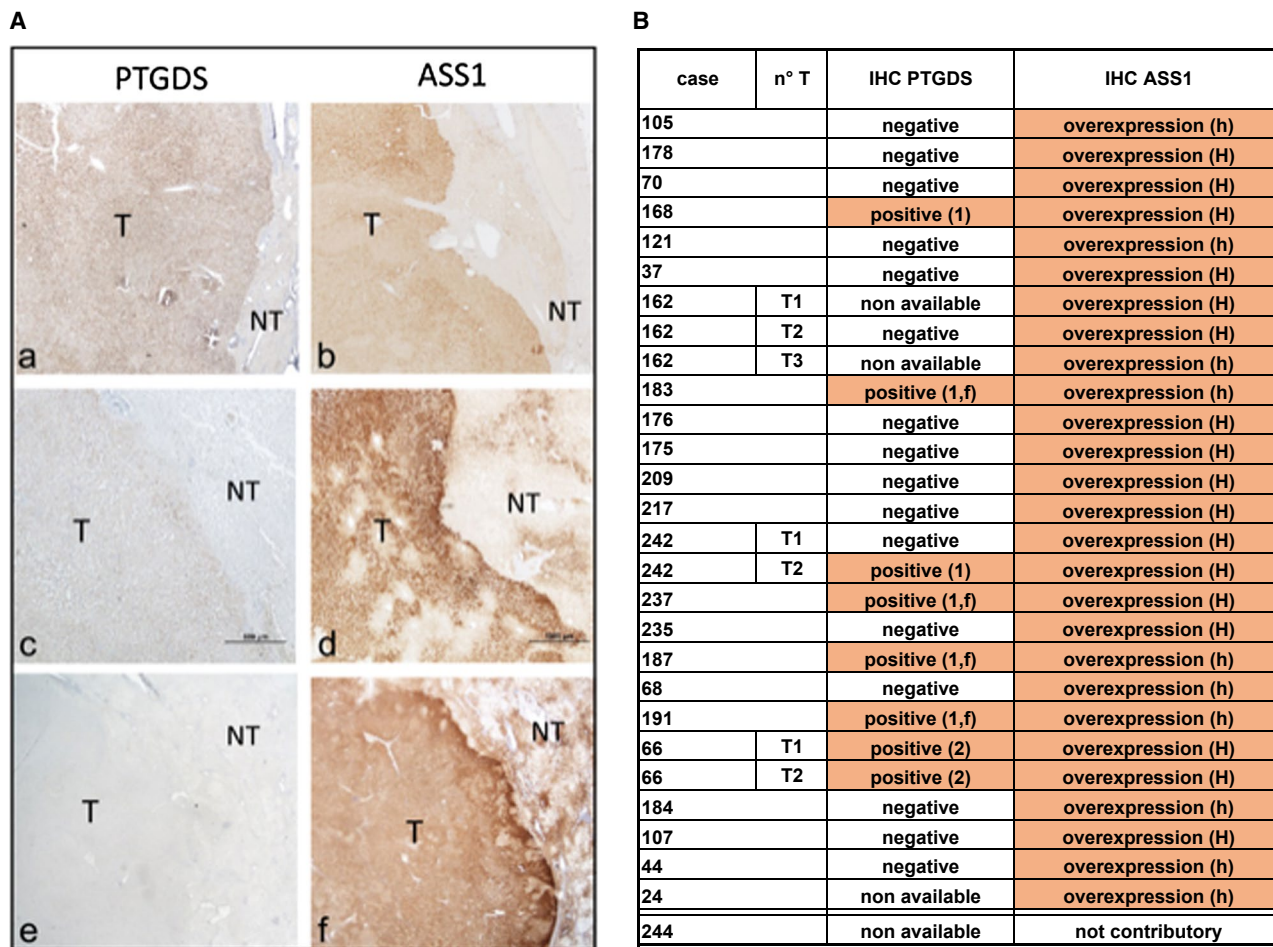 A
PTGDS ASS1
T NT a
T NT b
T NT c
T NT d
T NT e
T NT f
B
case n° T IHC PTGDS IHC ASS1
105 negative overexpression (h)
178 negative overexpression (H)
70 negative overexpression (H)
168 positive (1) overexpression (H)
121 negative overexpression (h)
37 negative overexpression (H)
162 T1 non available overexpression (H)
162 T2 negative overexpression (H)
162 T3 non available overexpression (H)
183 positive (1,f) overexpression (h)
176 negative overexpression (H)
175 negative overexpression (H)
209 negative overexpression (H)
217 negative overexpression (H)
242 T1 negative overexpression (H)
242 T2 positive (1) overexpression (H)
237 positive (1,f) overexpression (H)
235 negative overexpression (H)
187 positive (1,f) overexpression (h)
68 negative overexpression (h)
191 positive (1,f) overexpression (h)
66 T1 positive (2) overexpression (H)
66 T2 positive (2) overexpression (H)
184 negative overexpression (h)
107 negative overexpression (H)
44 negative overexpression (h)
24 non available overexpression (h)
244 non available not contributory